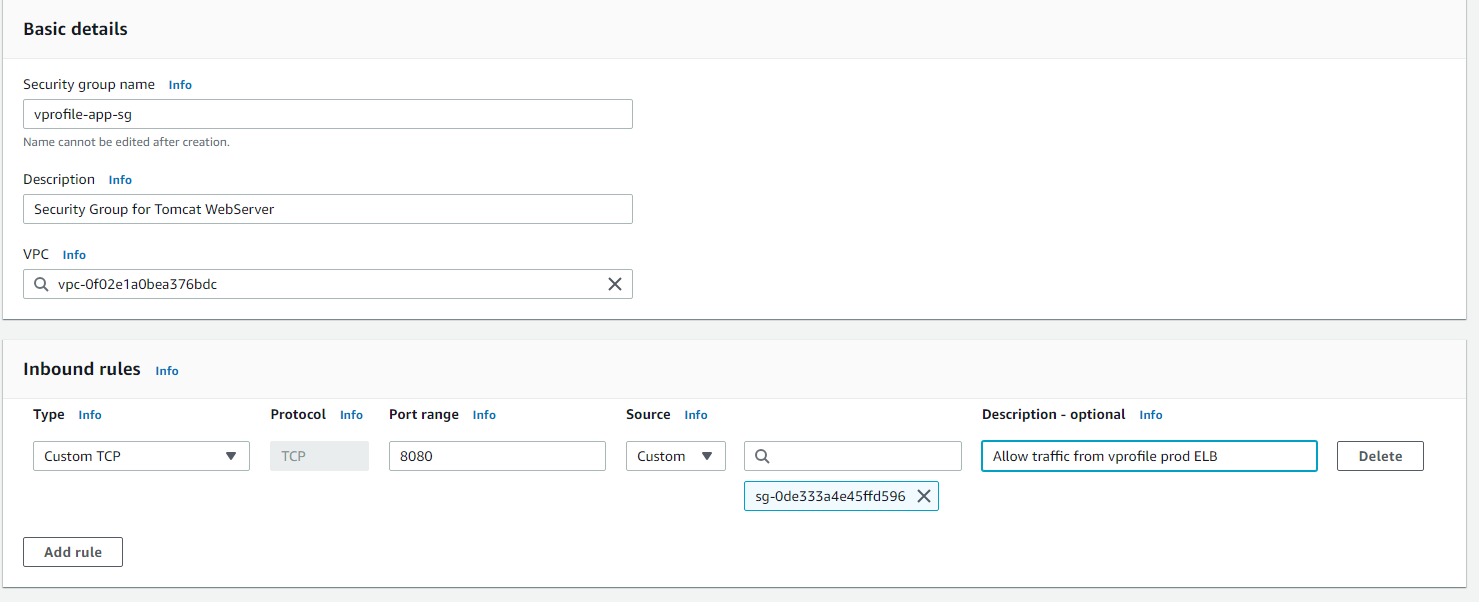 Basic details
Security group name Info
vprofile-app-sg
Name cannot be edited after creation.
Description Info
Security Group for Tomcat WebServer
VPC Info
vpc-0f02e1a0bea376bdc
Inbound rules Info
Type Info Protocol Info Port range Info Source Info Description - optional Info
Custom TCP TCP 8080 Custom Allow traffic from vprofile prod ELB Delete
sg-0de333a4e45ffd596
Add rule